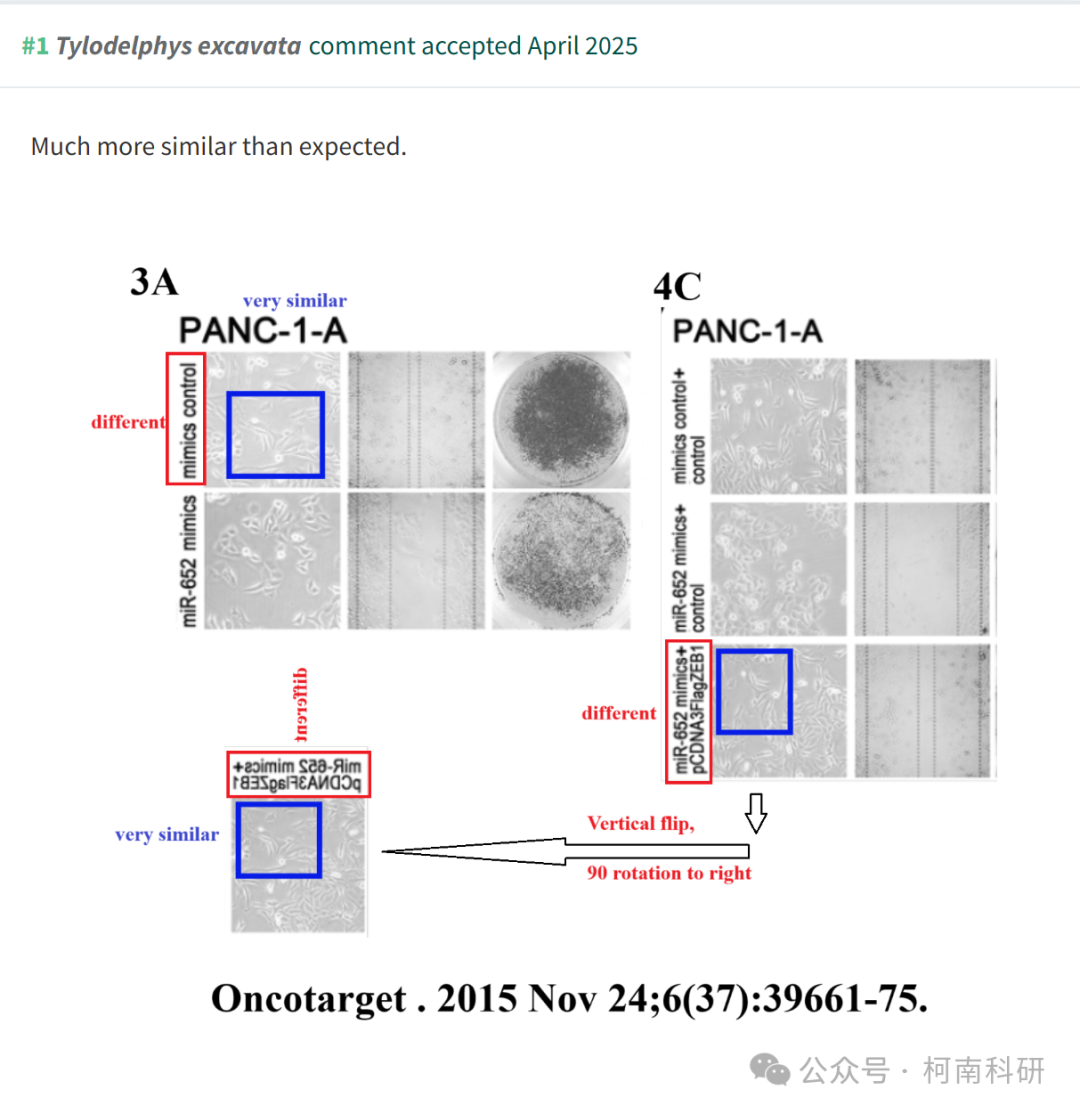 #1 Tylodelphys excavata comment accepted April 2025
Much more similar than expected.
3A
very similar
PANC-1-A
different
mimics control
miR-652 mimics
4C
PANC-1-A
mimics control+
control
miR-652 mimics+
control
different
miR-652 mimics+
pCDNA3FlagZEB1
different
miR-652 mimics+
pCDNA3FlagZEB1
very similar
Vertical flip,
90 rotation to right
Oncotarget . 2015 Nov 24;6(37):39661-75.
公众号 · 柯南科研